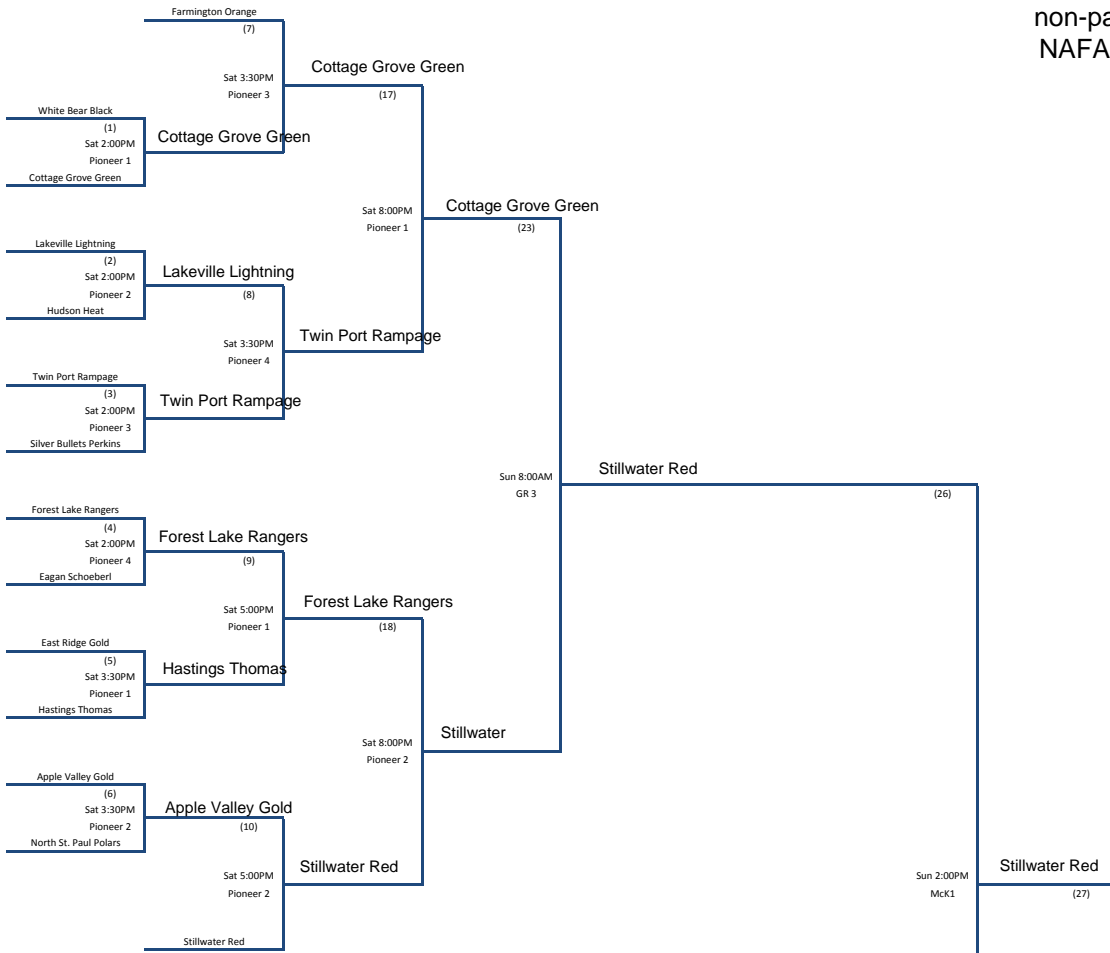 Farmington Orange
non-pa
(7)
NAFA
Cottage Grove Green
Sat 3:30PM
Pioneer 3
(17)
White Bear Black
(1)
Cottage Grove Green
Sat 2:00PM
Pioneer 1
Cottage Grove Green
Cottage Grove Green
Sat 8:00PM
Pioneer 1
(23)
Lakeville Lightning
(2)
Lakeville Lightning
Sat 2:00PM
Pioneer 2
(8)
Hudson Heat
Twin Port Rampage
Sat 3:30PM
Pioneer 4
Twin Port Rampage
(3)
Twin Port Rampage
Sat 2:00PM
Pioneer 3
Silver Bullets Perkins
Stillwater Red
Sun 8:00AM
GR 3
(26)
Forest Lake Rangers
(4)
Forest Lake Rangers
Sat 2:00PM
Pioneer 4
(9)
Eagan Schoeberl
Forest Lake Rangers
Sat 5:00PM
Pioneer 1
(18)
East Ridge Gold
(5)
Hastings Thomas
Sat 3:30PM
Pioneer 1
Hastings Thomas
Stillwater
Sat 8:00PM
Pioneer 2
Apple Valley Gold
(6)
Apple Valley Gold
Sat 3:30PM
Pioneer 2
(10)
North St. Paul Polars
Stillwater Red
Sat 5:00PM
Pioneer 2
Stillwater Red
Sun 2:00PM
McK1
(27)
Stillwater Red